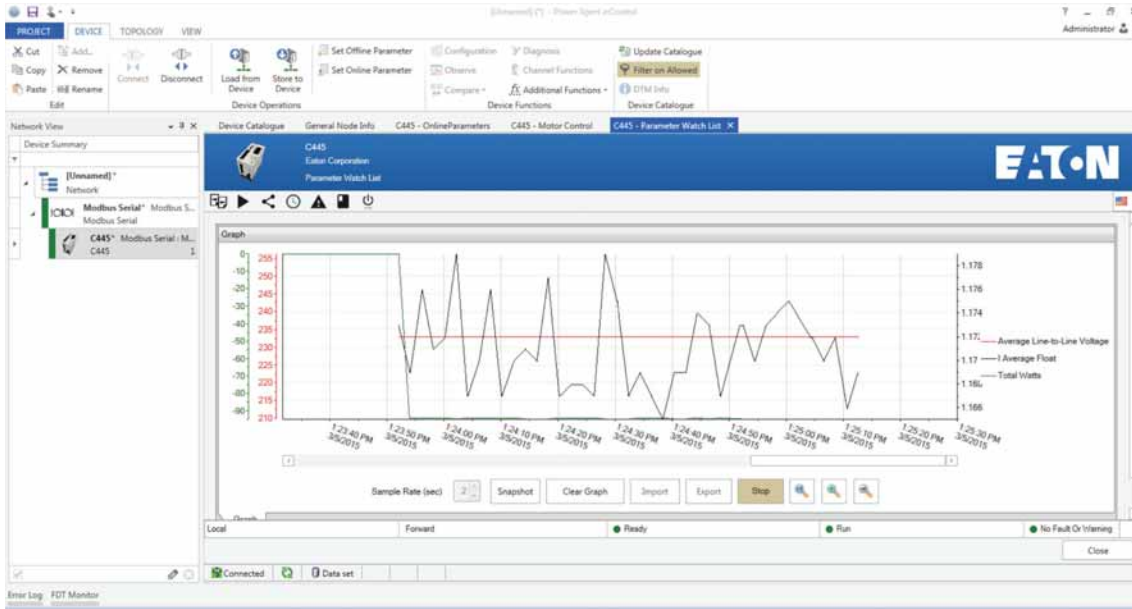 [Unnamed] (*) - Power Xpert inControl
?
Administrator
PROJECT DEVICE TOPOLOGY VIEW
Cut Add... Connect Disconnect Load from Device Store to Device Set Offline Parameter Configuration Diagnosis Update Catalogue
Copy Remove Set Online Parameter Observe Channel Functions Filter on Allowed
Paste Rename Compare Additional Functions DTM Info
Edit Device Operations Device Functions Device Catalogue
Network View Device Catalogue General Node Info C445 - OnlineParameters C445 - Motor Control C445 - Parameter Watch List X
Device Summary
C445
Eaton Corporation
Parameter Watch List
EATON
[Unnamed]*
Network
Modbus Serial* Modbus S...
Modbus Serial
C445* Modbus Serial : M...
C445 1
Graph
0 255 1.178
-10 250 1.176
-20 245
-30 240 1.174
-40 235
-50 230 1.17
-60 225 1.17
-70 220
-80 215 1.166
-90 210
Average Line-to-Line Voltage
I Average Float
Total Watts
1:23:40 PM 1:23:50 PM 1:24:00 PM 1:24:10 PM 1:24:20 PM 1:24:30 PM 1:24:40 PM 1:24:50 PM 1:25:00 PM 1:25:10 PM 1:25:20 PM 1:25:30 PM
3/5/2015 3/5/2015 3/5/2015 3/5/2015 3/5/2015 3/5/2015 3/5/2015 3/5/2015 3/5/2015 3/5/2015 3/5/2015 3/5/2015
Sample Rate (sec) 2 Snapshot Clear Graph Import Export Stop
Graph
Local Forward Ready Run No Fault Or Warning
Close
Connected Data set
Error Log FDT Monitor